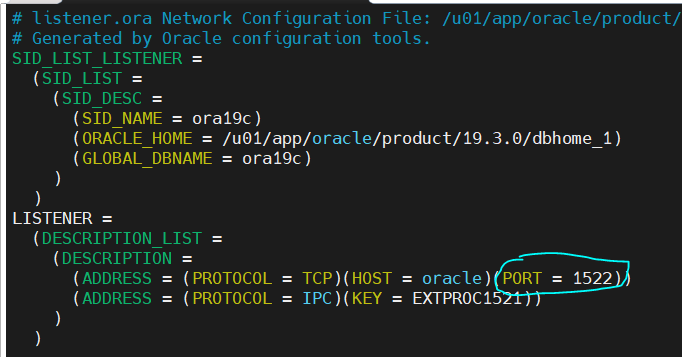 # listener.ora Network Configuration File: /u01/app/oracle/product/
# Generated by Oracle configuration tools.
SID_LIST_LISTENER =
  (SID_LIST =
    (SID_DESC =
      (SID_NAME = ora19c)
      (ORACLE_HOME = /u01/app/oracle/product/19.3.0/dbhome_1)
      (GLOBAL_DBNAME = ora19c)
    )
  )
LISTENER =
  (DESCRIPTION_LIST =
    (DESCRIPTION =
      (ADDRESS = (PROTOCOL = TCP)(HOST = oracle)(PORT = 1522))
      (ADDRESS = (PROTOCOL = IPC)(KEY = EXTPROC1521))
    )
  )